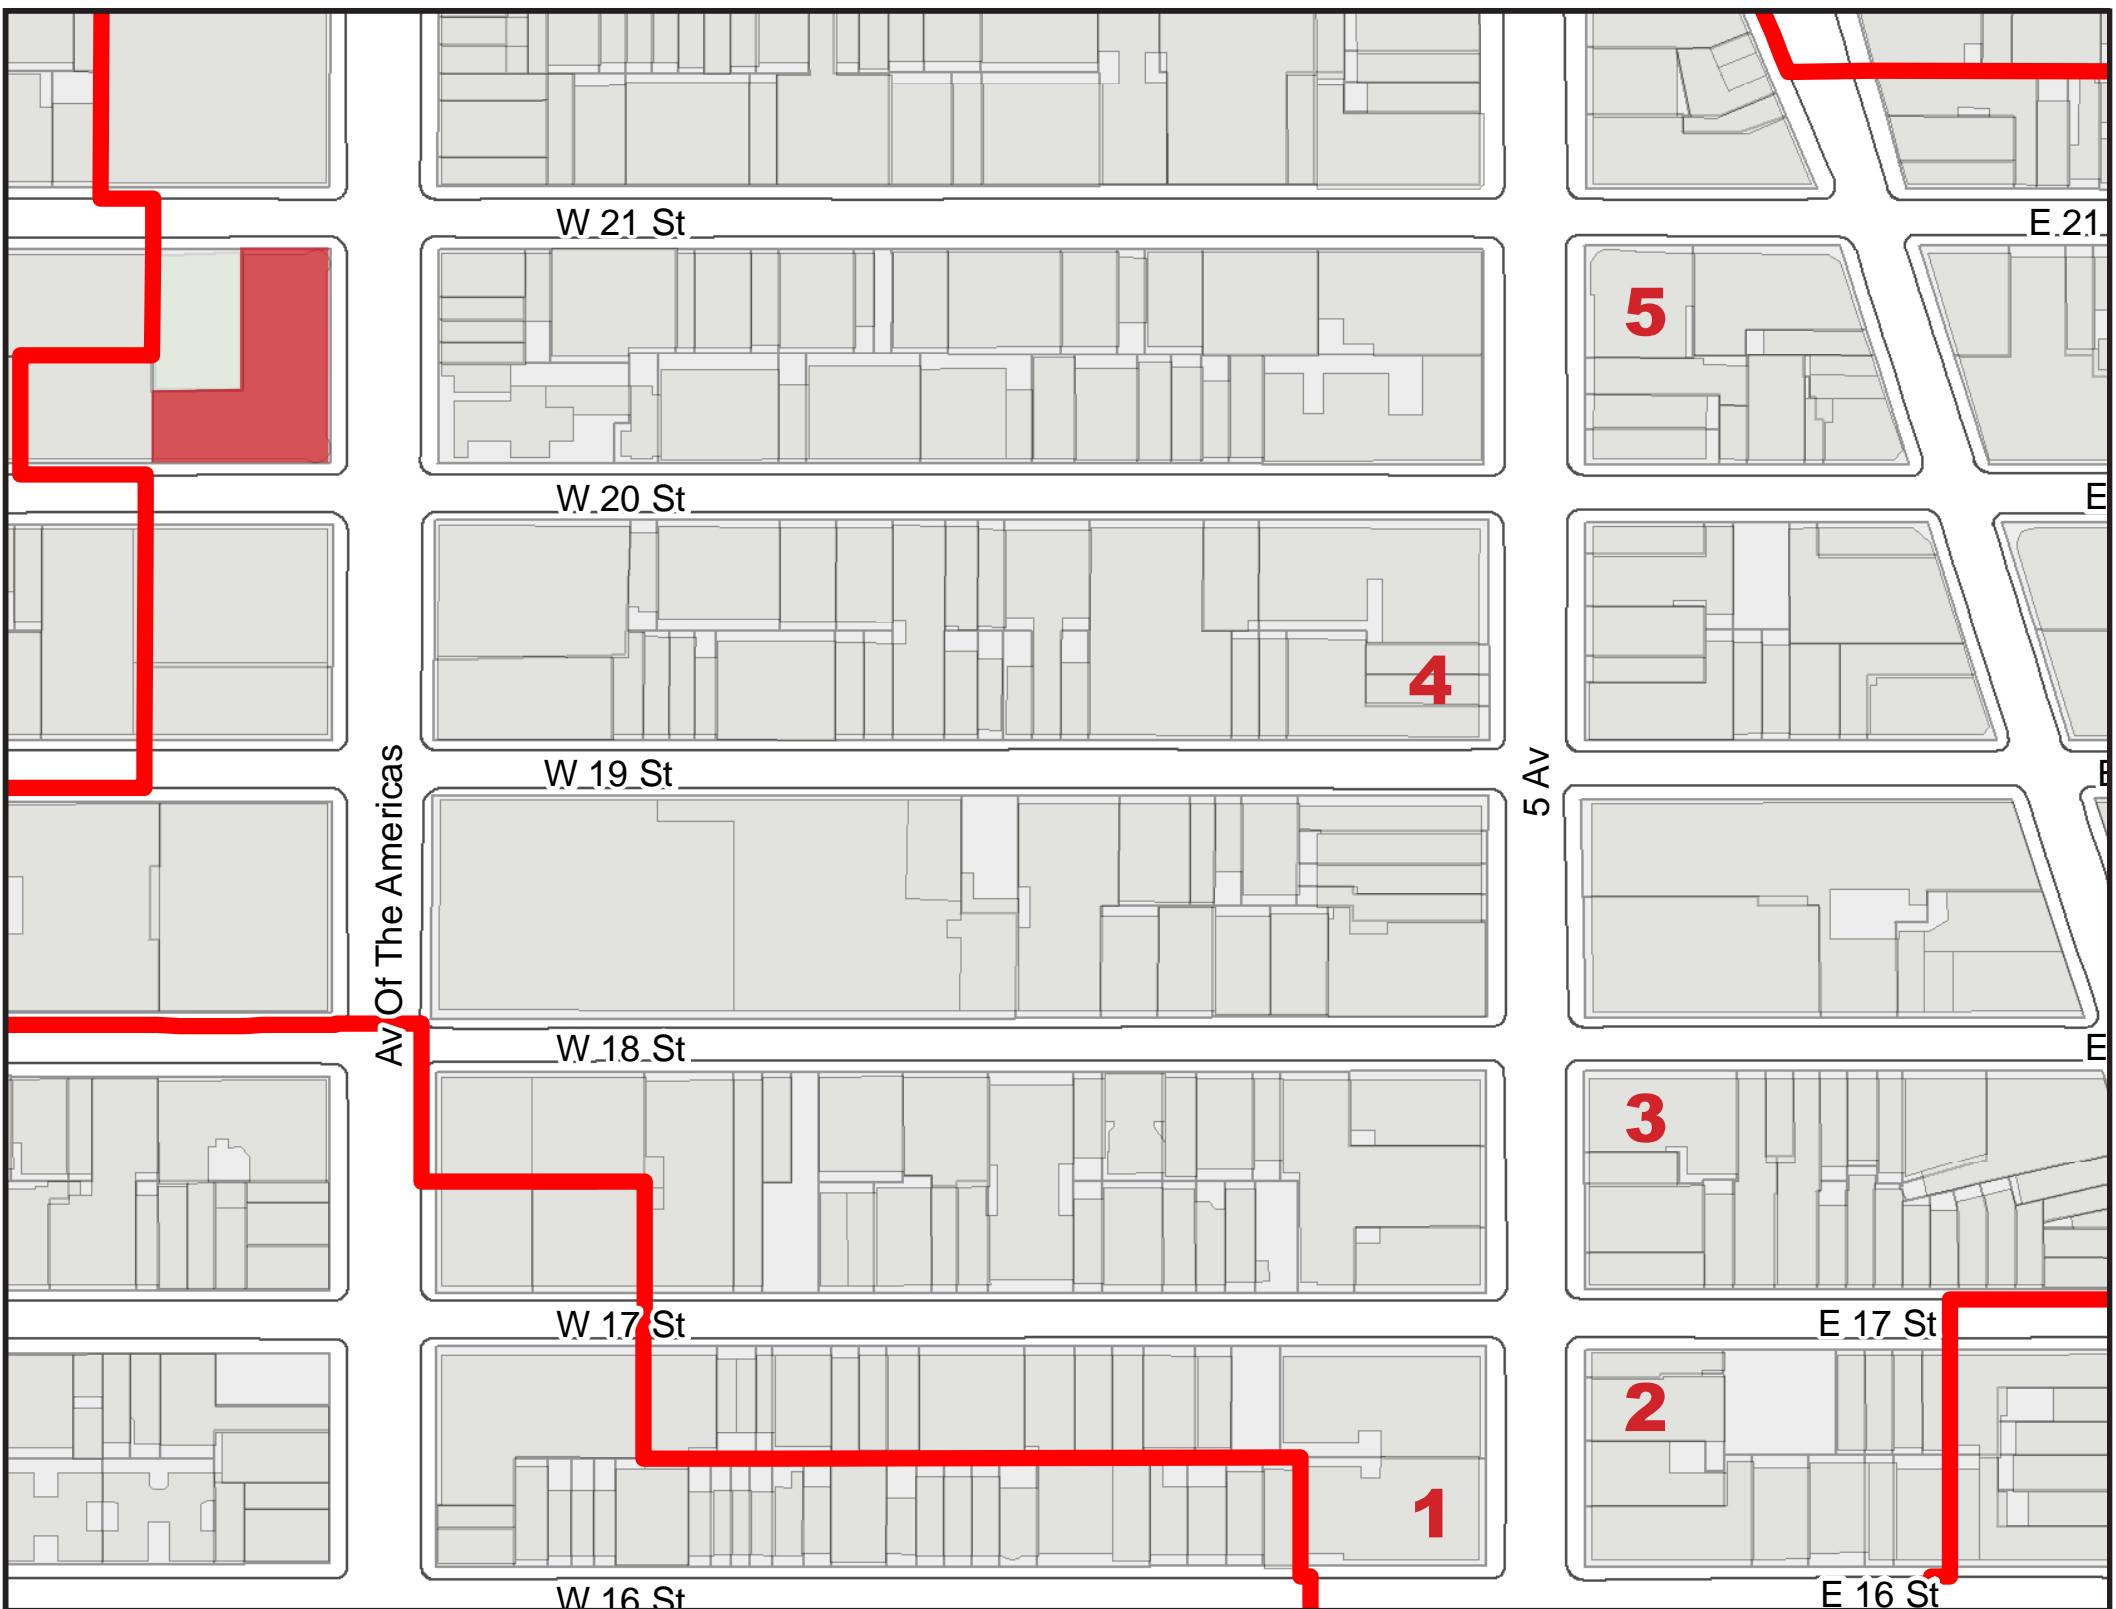 W 21 St
E 21
5
W 20 St
E
4
W 19 St
5 Av
E
Av Of The Americas
W 18 St
E
3
W 17 St
E 17 St
2
1
W 16 St
E 16 St